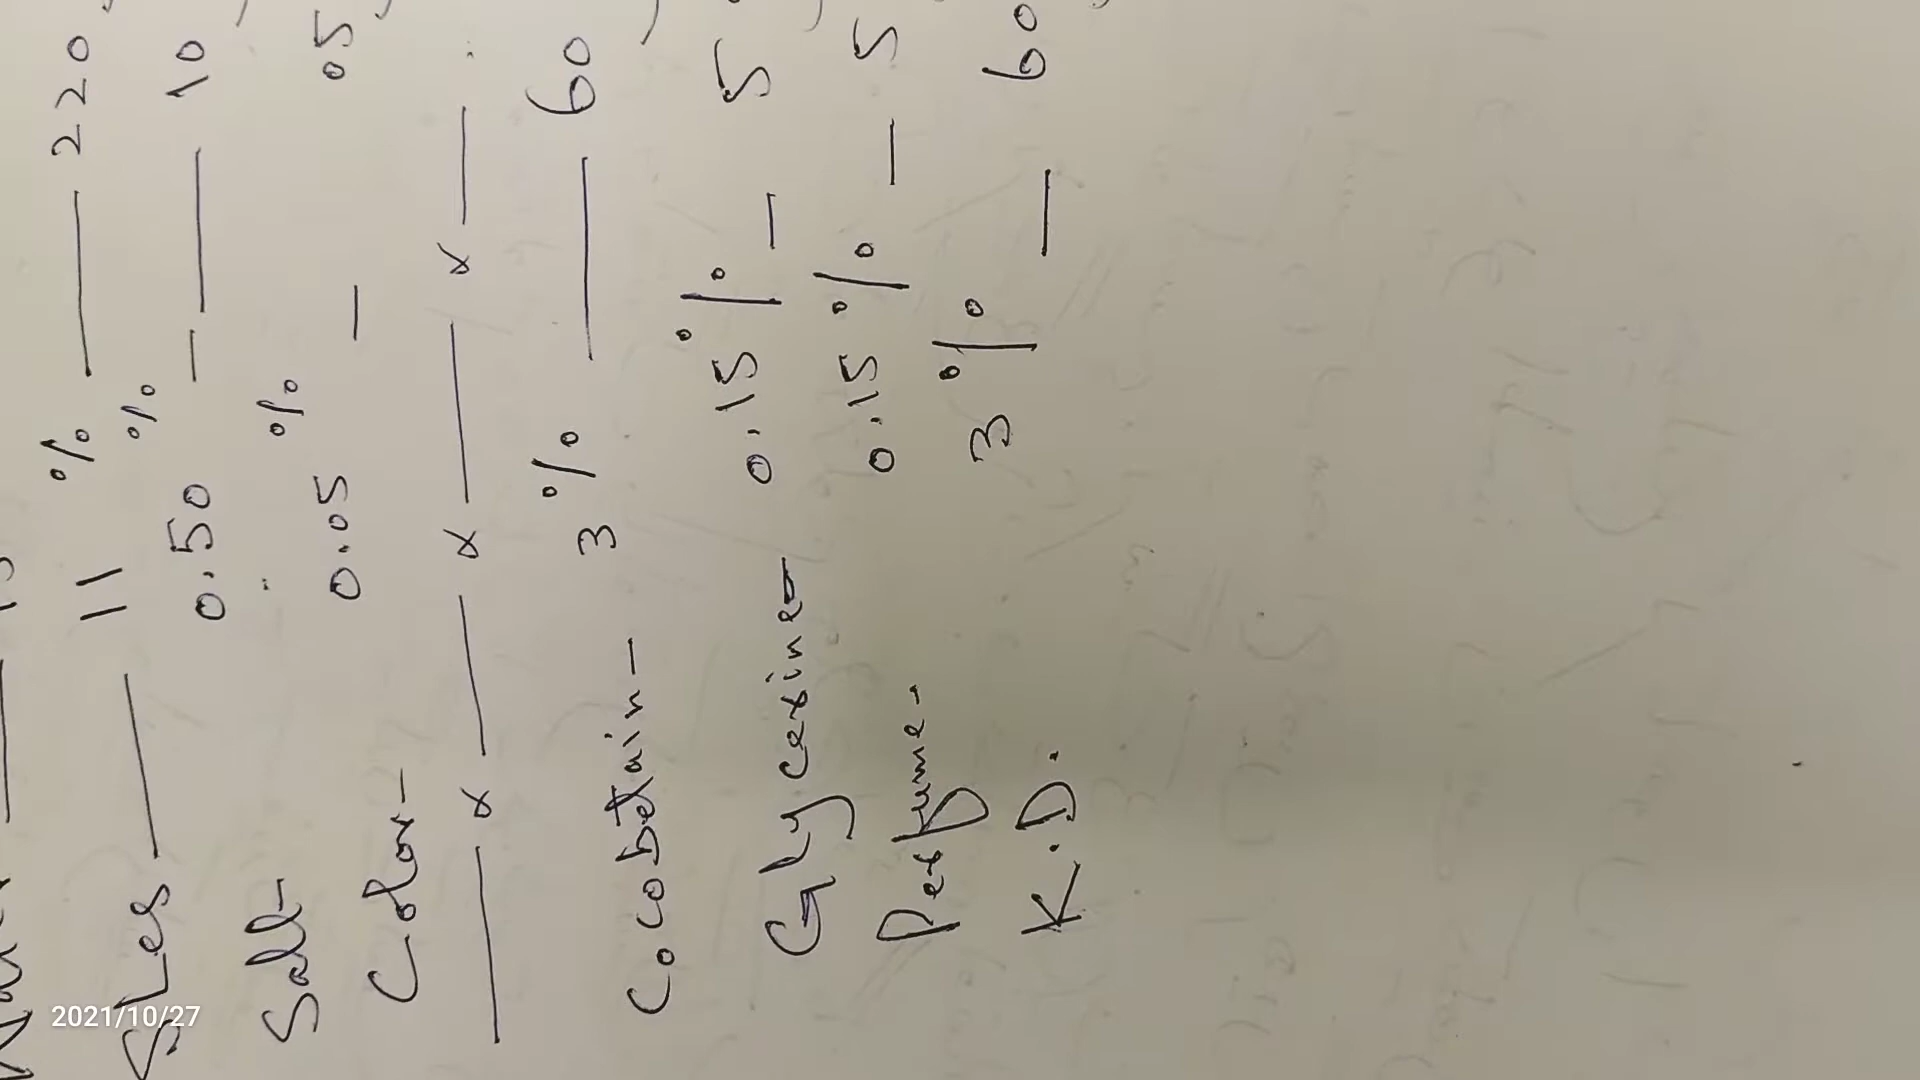 SLes — 11 % — 220
Salt - 0.50 % — 10
Color - 0.05 % — 05
— x — x — x —
Cocobetain - 3 % — 60
Glycerine - 0.15 % — 5
Perfume - 0.15 % — 5
K.D. 3 % — 60
2021/10/27